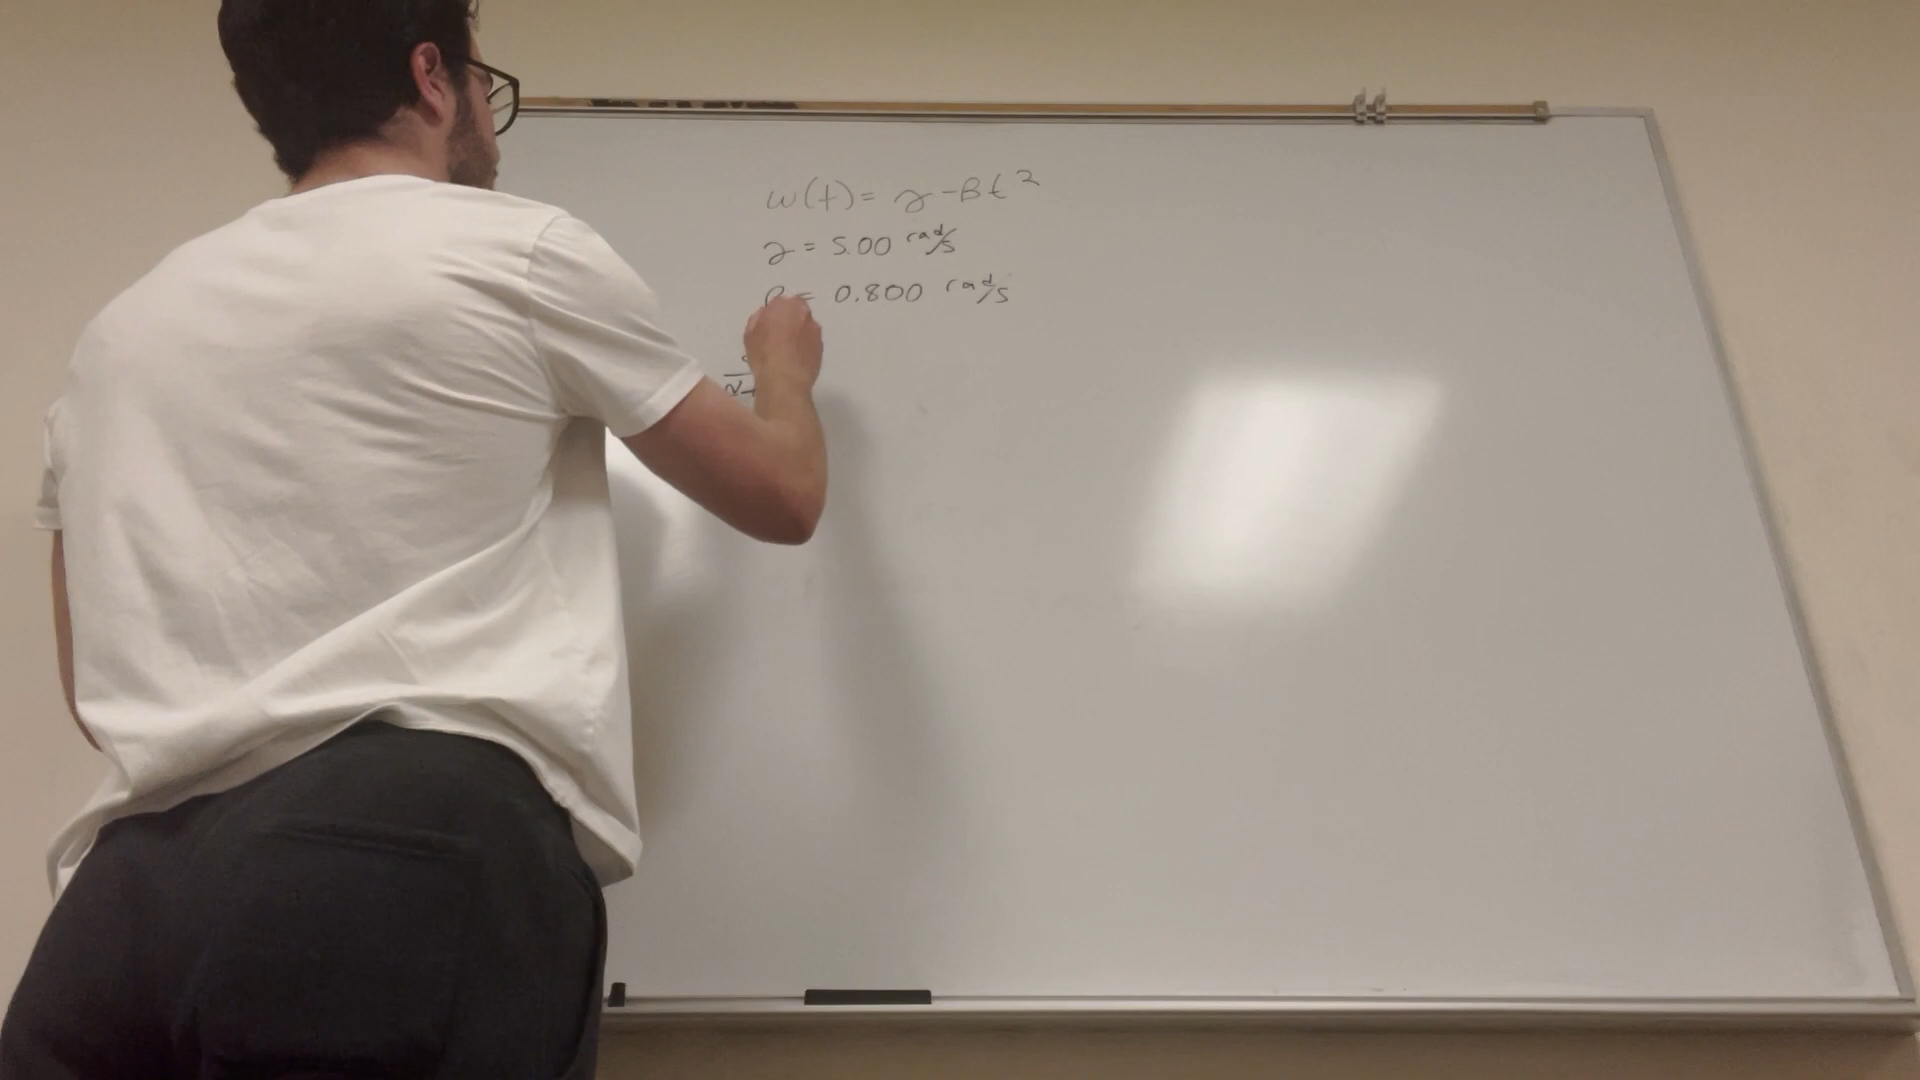 ω(t) = γ - βt²
γ = 5.00 rad/s
β = 0.800 rad/s